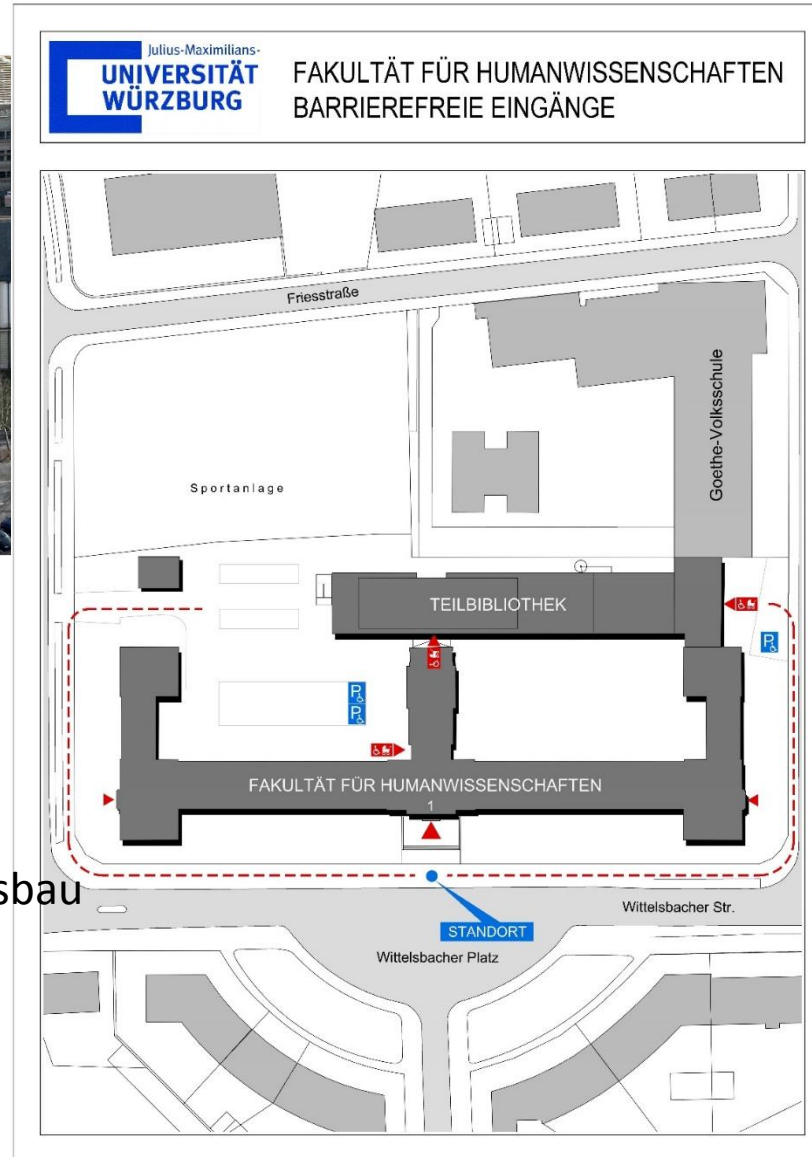 Julius-Maximilians-
UNIVERSITÄT
WÜRZBURG
FAKULTÄT FÜR HUMANWISSENSCHAFTEN
BARRIEREFREIE EINGÄNGE
Friesstraße
Goethe-Volksschule
Sportanlage
TEILBIBLIOTHEK
P
P
P
FAKULTÄT FÜR HUMANWISSENSCHAFTEN
1
sbau
Wittelsbacher Str.
STANDORT
Wittelsbacher Platz